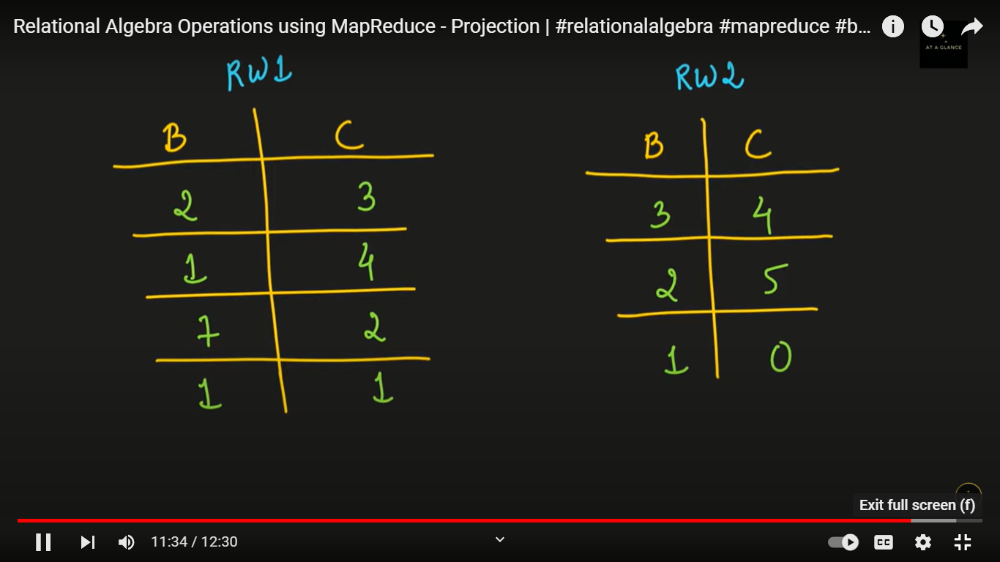 Relational Algebra Operations using MapReduce - Projection | #relationalalgebra #mapreduce #b...
AT A GLANCE
RW1
B C
2 3
1 4
7 2
1 1
RW2
B C
3 4
2 5
1 0
Exit full screen (f)
11:34 / 12:30
CC